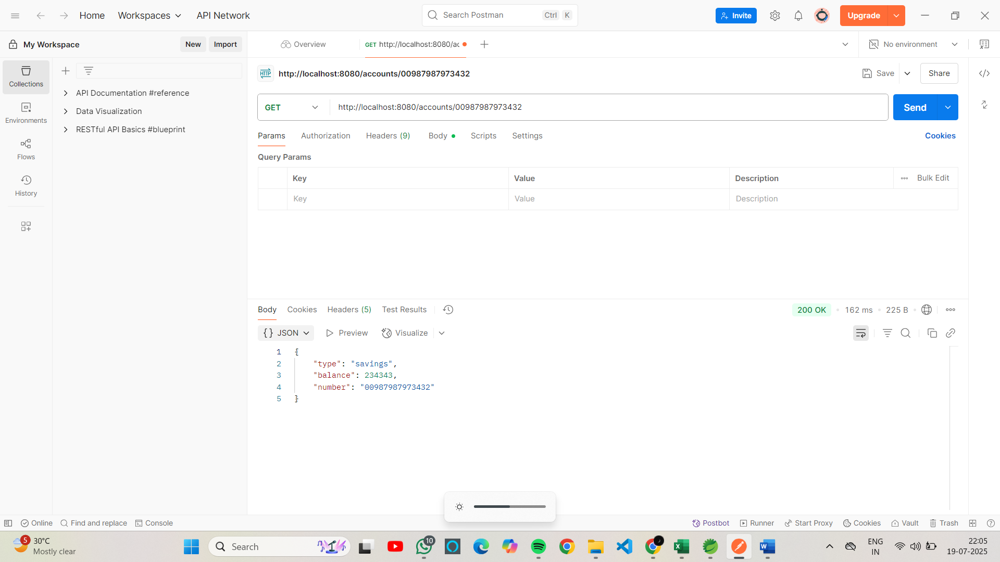 Home Workspaces API Network Search Postman Ctrl K Invite Upgrade
My Workspace New Import Overview GET http://localhost:8080/ac No environment
Collections
Environments
Flows
History
API Documentation #reference
Data Visualization
RESTful API Basics #blueprint
HTTP http://localhost:8080/accounts/00987987973432 Save Share
GET http://localhost:8080/accounts/00987987973432 Send
Params Authorization Headers (9) Body Scripts Settings Cookies
Query Params
Key Value Description Bulk Edit
Key Value Description
Body Cookies Headers (5) Test Results 200 OK 162 ms 225 B
{} JSON Preview Visualize
1 {
2 "type": "savings",
3 "balance": 234343,
4 "number": "00987987973432"
5 }
Online Find and replace Console Postbot Runner Start Proxy Cookies Vault Trash
5 30°C
Mostly clear
Search
10
ENG
IN
22:05
19-07-2025